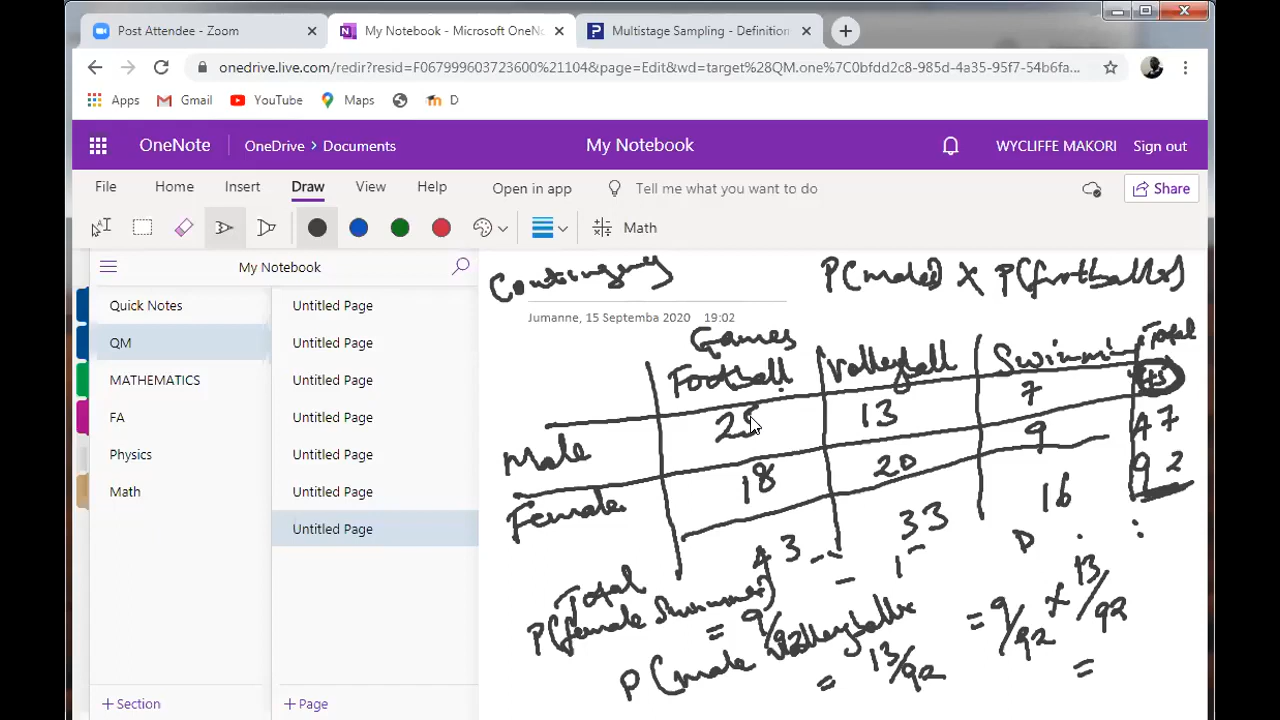 Post Attendee - Zoom
My Notebook - Microsoft OneNo
Multistage Sampling - Definition
onedrive.live.com/redir?resid=F067999603723600%21104&page=Edit&wd=target%28QM.one%7C0bfdd2c8-985d-4a35-95f7-54b6fa...
Apps Gmail YouTube Maps D
OneNote OneDrive > Documents My Notebook WYCLIFFE MAKORI Sign out
File Home Insert Draw View Help Open in app Tell me what you want to do Share
Math
My Notebook
Quick Notes
QM
MATHEMATICS
FA
Physics
Math
+ Section
Untitled Page
Untitled Page
Untitled Page
Untitled Page
Untitled Page
Untitled Page
Untitled Page
+ Page
Contingency P(male) X P(footballer)
Jumanne, 15 Septemba 2020 19:02
Games
Football Volleyball Swimmin Total
Male 25 13 7 45
Female 18 20 9 47
Total 43 33 16 92
P(female Swimmer)
= 9/92
P(male volleyballer
= 13/92
= 9/92 x 13/92
=